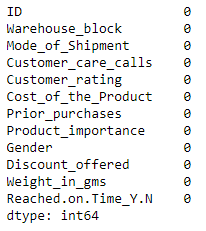 ID 0
Warehouse_block 0
Mode_of_Shipment 0
Customer_care_calls 0
Customer_rating 0
Cost_of_the_Product 0
Prior_purchases 0
Product_importance 0
Gender 0
Discount_offered 0
Weight_in_gms 0
Reached.on.Time_Y.N 0
dtype: int64